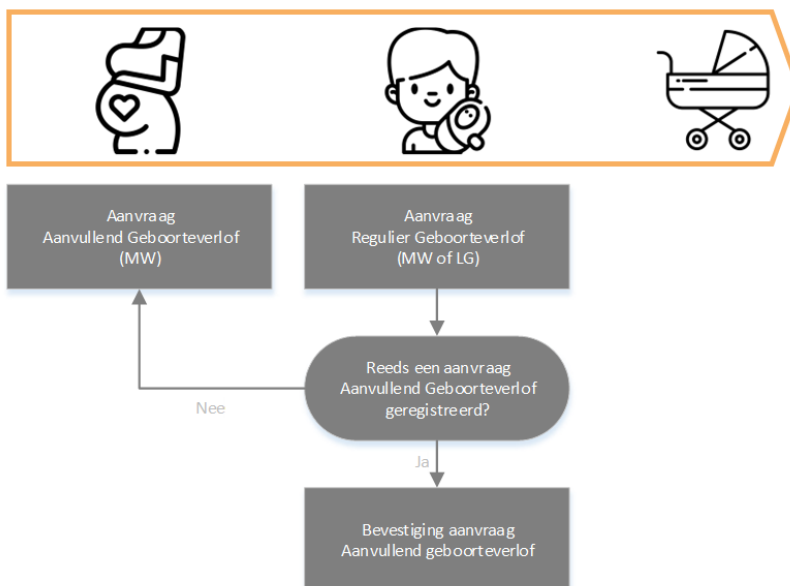 Aanvraag
Aanvullend Geboorteverlof
(MW)
Aanvraag
Regulier Geboorteverlof
(MW of LG)
Reeds een aanvraag
Aanvullend Geboorteverlof
geregistreerd?
Nee
Ja
Bevestiging aanvraag
Aanvullend geboorteverlof